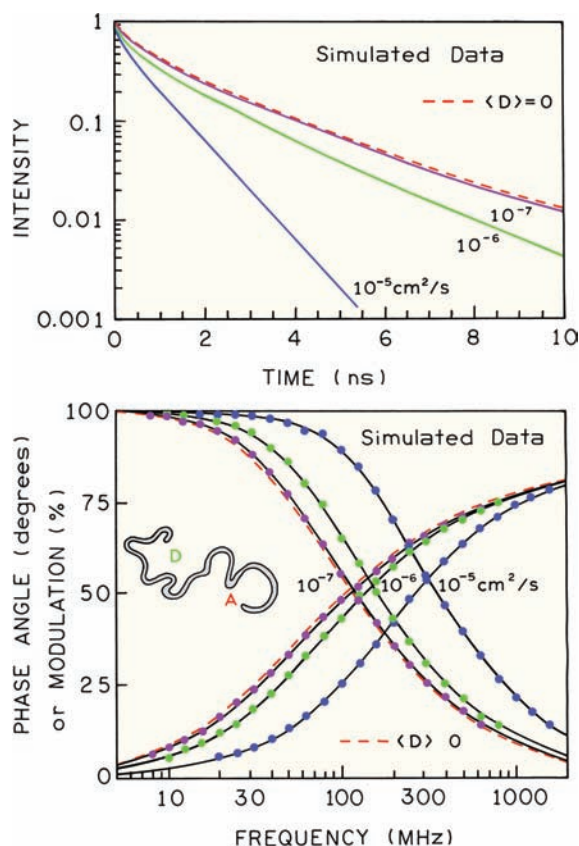 1
0.1
0.01
0.001
INTENSITY
Simulated Data
⟨D⟩=0
10⁻⁷
10⁻⁶
10⁻⁵cm²/s
0 2 4 6 8 10
TIME (ns)
100
75
50
25
0
PHASE ANGLE (degrees)
or MODULATION (%)
Simulated Data
D
A
10⁻⁷ 10⁻⁶ 10⁻⁵cm²/s
⟨D⟩ 0
10 30 100 300 1000
FREQUENCY (MHz)